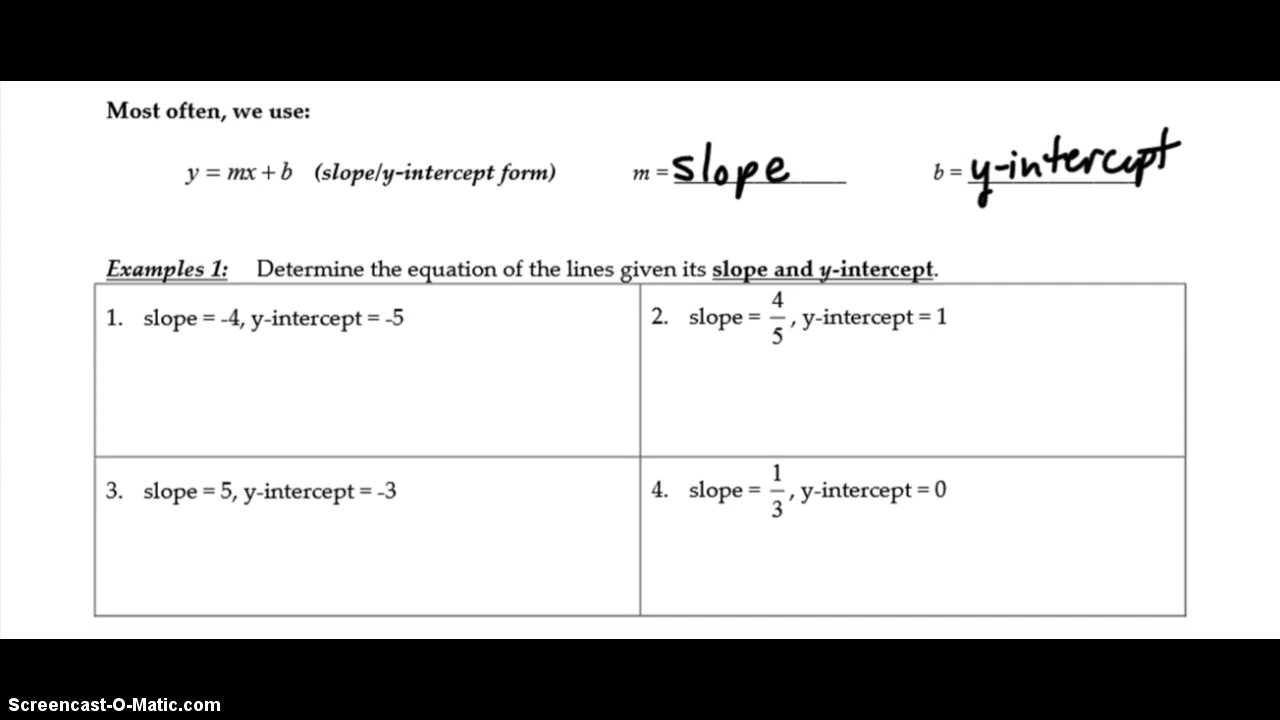 Most often, we use:
y = mx + b (slope/y-intercept form) m = slope b = y-intercept
Examples 1: Determine the equation of the lines given its slope and y-intercept.
1. slope = -4, y-intercept = -5
2. slope = 4/5, y-intercept = 1
3. slope = 5, y-intercept = -3
4. slope = 1/3, y-intercept = 0
Screencast-O-Matic.com